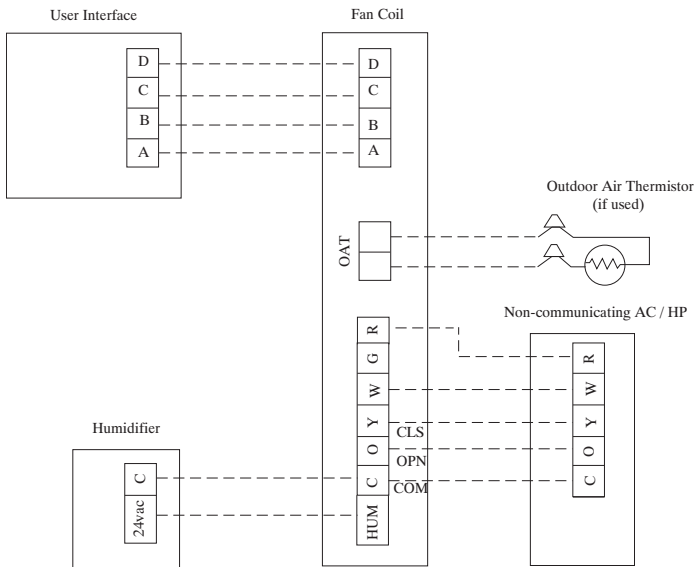 User Interface
D
C
B
A
Fan Coil
D
C
B
A
OAT
Outdoor Air Thermistor
(if used)
Non-communicating AC / HP
R
G
W
Y
O
C
HUM
CLS
OPN
COM
R
W
Y
O
C
Humidifier
C
24vac